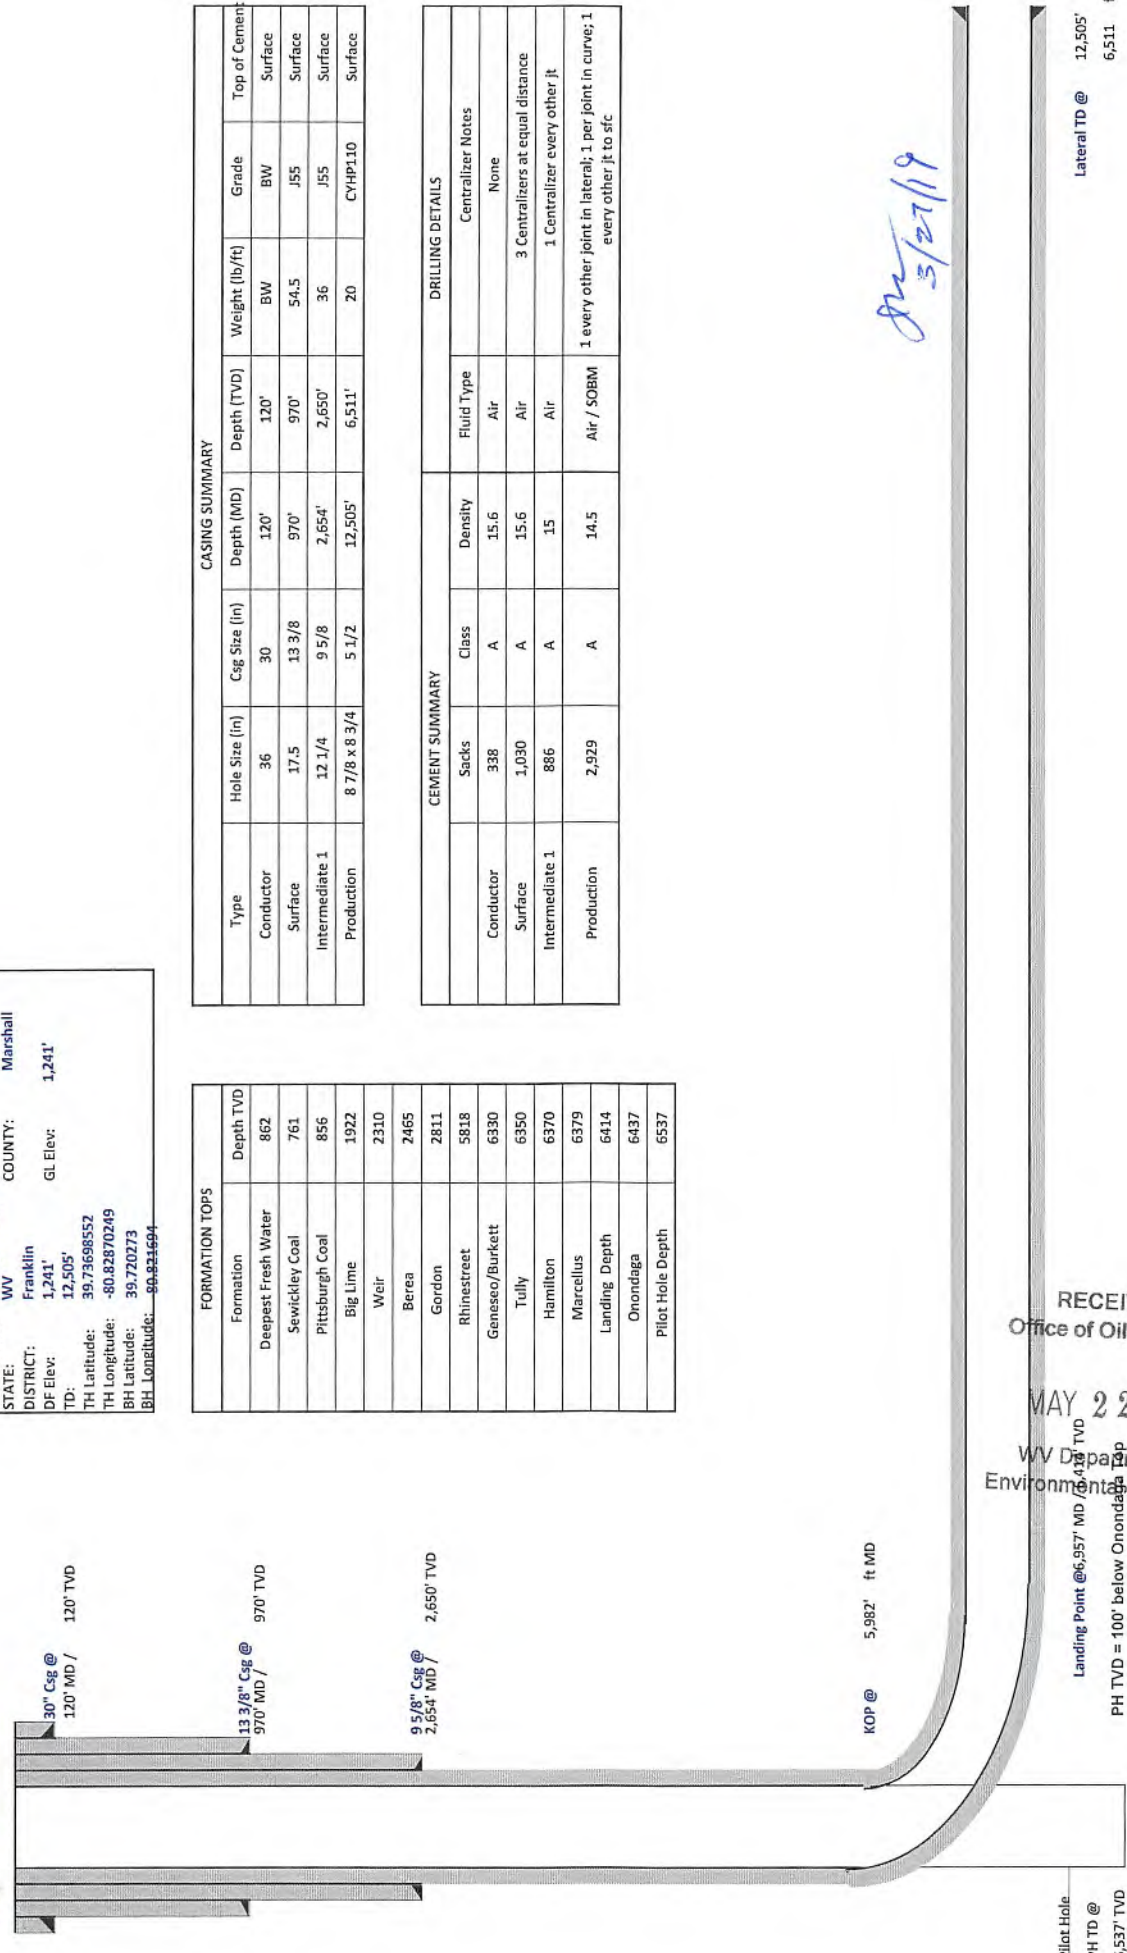 STATE: WV COUNTY: Marshall
DISTRICT: Franklin
DF Elev: 1,241' GL Elev: 1,241'
TD: 12,505'
TH Latitude: 39.73698552
TH Longitude: -80.82870249
BH Latitude: 39.720273
BH Longitude: 80.821694
FORMATION TOPS
Formation Depth TVD
Deepest Fresh Water 862
Sewickley Coal 761
Pittsburgh Coal 856
Big Lime 1922
Weir 2310
Berea 2465
Gordon 2811
Rhinestreet 5818
Geneseo/Burkett 6330
Tully 6350
Hamilton 6370
Marcellus 6379
Landing Depth 6414
Onondaga 6437
Pilot Hole Depth 6537
CASING SUMMARY
Type Hole Size (in) Csg Size (in) Depth (MD) Depth (TVD) Weight (lb/ft) Grade Top of Cement
Conductor 36 30 120' 120' BW BW Surface
Surface 17.5 13 3/8 970' 970' 54.5 J55 Surface
Intermediate 1 12 1/4 9 5/8 2,654' 2,650' 36 J55 Surface
Production 8 7/8 x 8 3/4 5 1/2 12,505' 6,511' 20 CYHP110 Surface
CEMENT SUMMARY DRILLING DETAILS
Sacks Class Density Fluid Type Centralizer Notes
Conductor 338 A 15.6 Air None
Surface 1,030 A 15.6 Air 3 Centralizers at equal distance
Intermediate 1 886 A 15 Air 1 Centralizer every other jt
Production 2,929 A 14.5 Air / SOBM 1 every other joint in lateral; 1 per joint in curve; 1
every other jt to sfc
30" Csg @
120' MD / 120' TVD
13 3/8" Csg @
970' MD / 970' TVD
9 5/8" Csg @
2,654' MD / 2,650' TVD
KOP @ 5,982' ft MD
3/27/19
Landing Point @6,957' MD / 6,414' TVD
PH TVD = 100' below Onondaga Top
Lateral TD @ 12,505'
6,511
ilot Hole
H TD @
,537' TVD
RECEI
Office of Oil
MAY 22
WV Depar
Environmenta